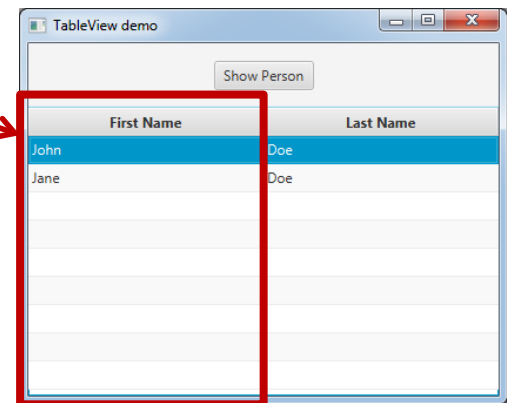 TableView demo
Show Person
First Name Last Name
John Doe
Jane Doe